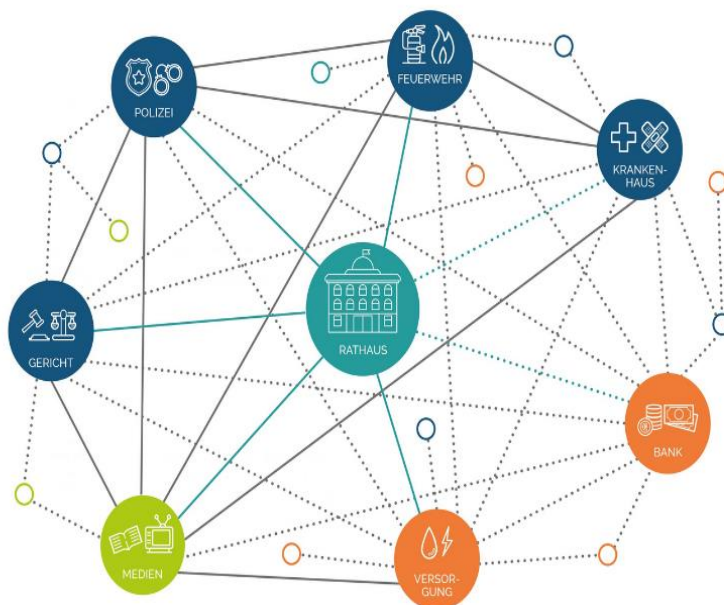 FEUERWEHR
POLIZEI
KRANKEN-
HAUS
RATHAUS
GERICHT
BANK
MEDIEN
VERSOR-
GUNG